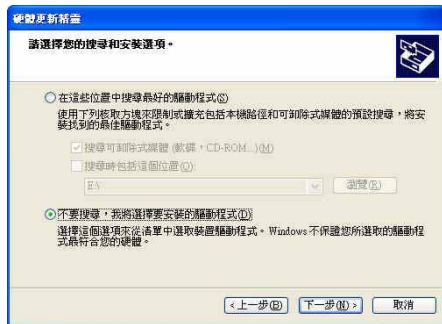 硬體更新精靈
請選擇您的搜尋和安裝選項。
在這些位置中搜尋最好的驅動程式(S)
使用下列核取方塊來限制或擴充包括本機路徑和可卸除式媒體的預設搜尋，將安
裝找到的最佳驅動程式。
搜尋可卸除式媒體 (軟碟，CD-ROM...)(M)
搜尋時包括這個位置(O):
E:\
瀏覽(R)
不要搜尋，我將選擇要安裝的驅動程式(D)
選擇這個選項來從清單中選取裝置驅動程式。Windows 不保證您所選取的驅動程
式最符合您的硬體。
<上一步(B) 下一步(N)> 取消